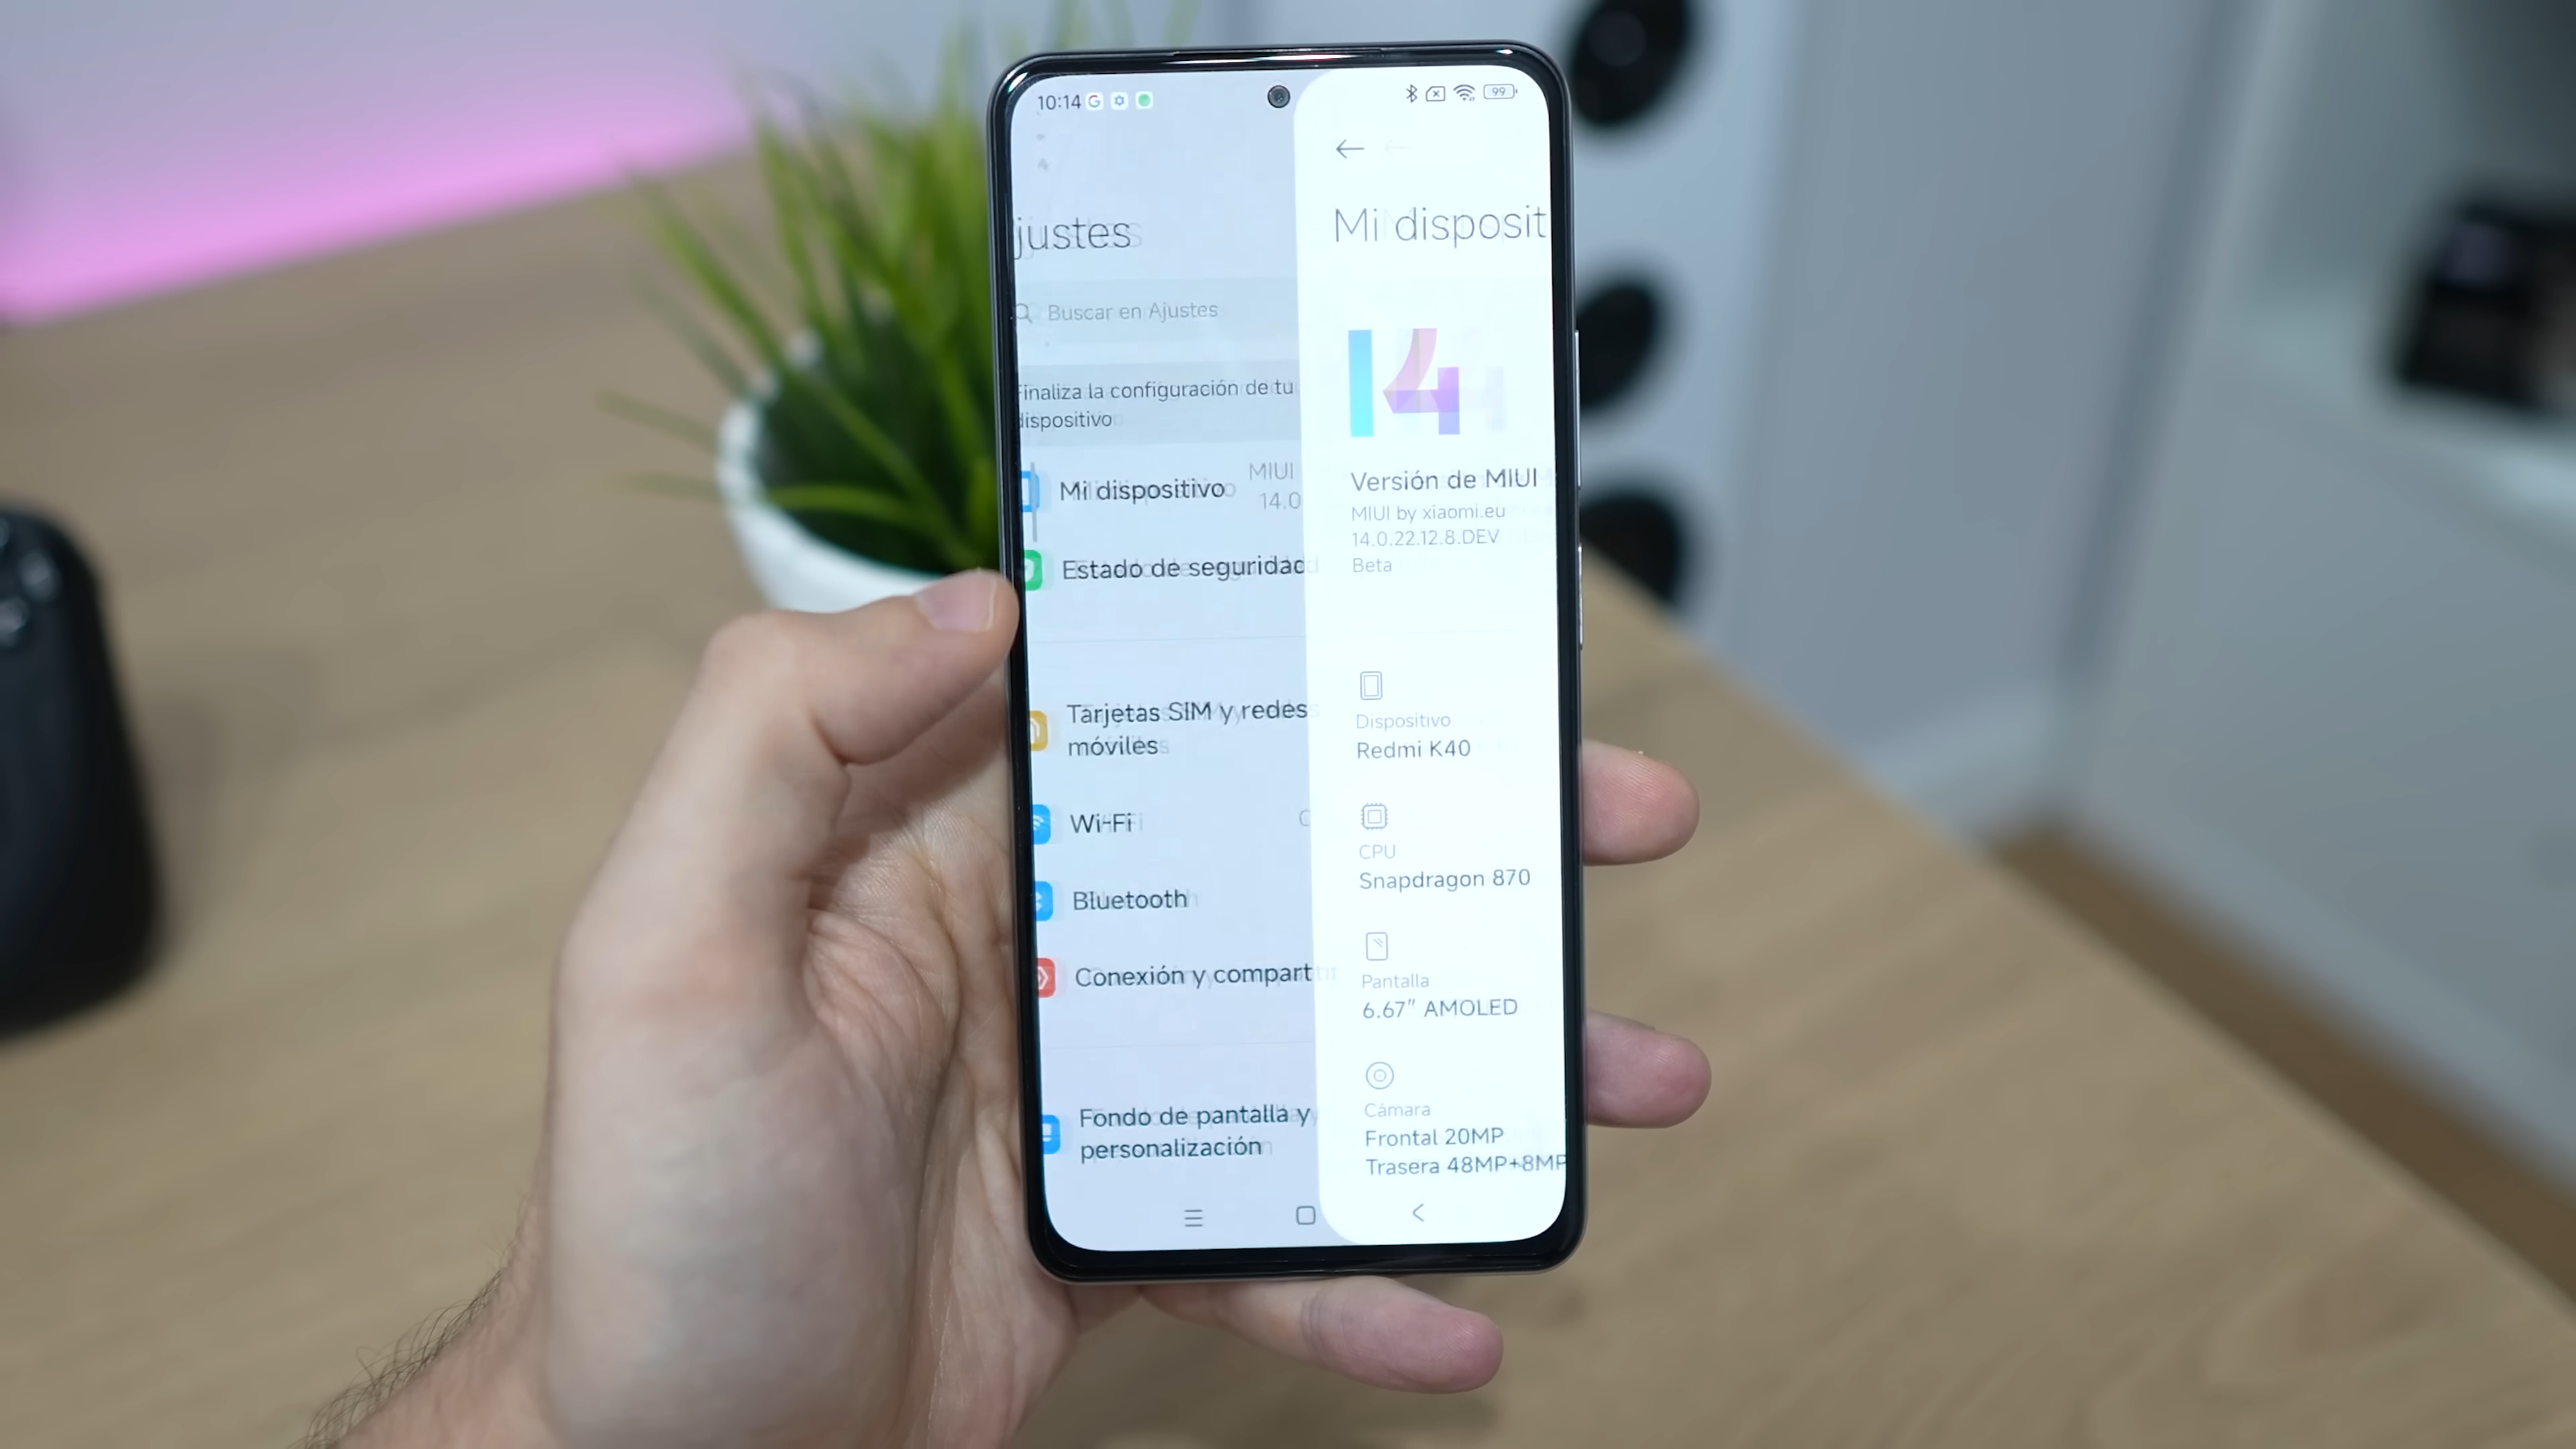 10:14
99
justes
Buscar en Ajustes
Finaliza la configuración de tu
dispositivo
Mi dispositivo
MIUI
14.0
Estado de seguridad
Tarjetas SIM y redes
móviles
Wi-Fi
Bluetooth
Conexión y compart
Fondo de pantalla y
personalización
Mi disposit
14
Versión de MIUI
MIUI by xiaomi.eu
14.0.22.12.8.DEV
Beta
Dispositivo
Redmi K40
CPU
Snapdragon 870
Pantalla
6.67" AMOLED
Cámara
Frontal 20MP
Trasera 48MP+8MP